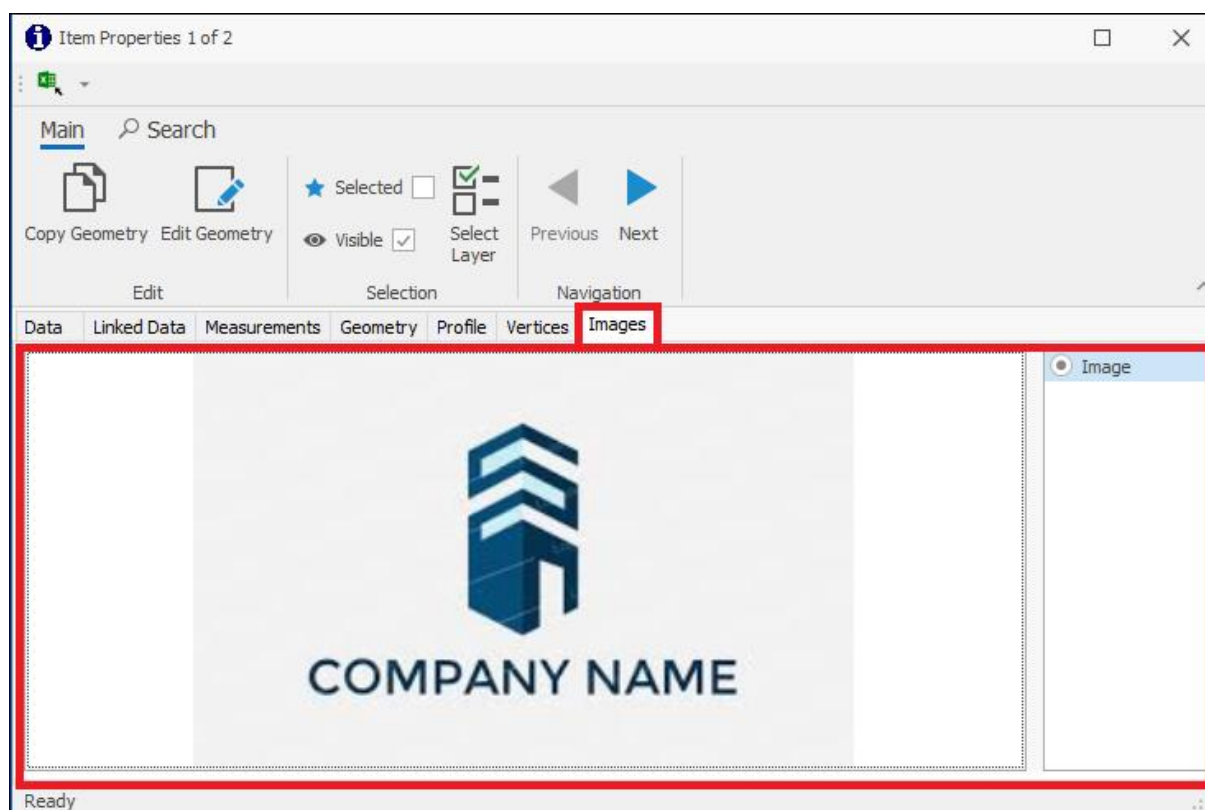 Item Properties 1 of 2
Main Search
Selected
Copy Geometry Edit Geometry Visible Select Layer Previous Next
Edit Selection Navigation
Data Linked Data Measurements Geometry Profile Vertices Images
Image
COMPANY NAME
Ready